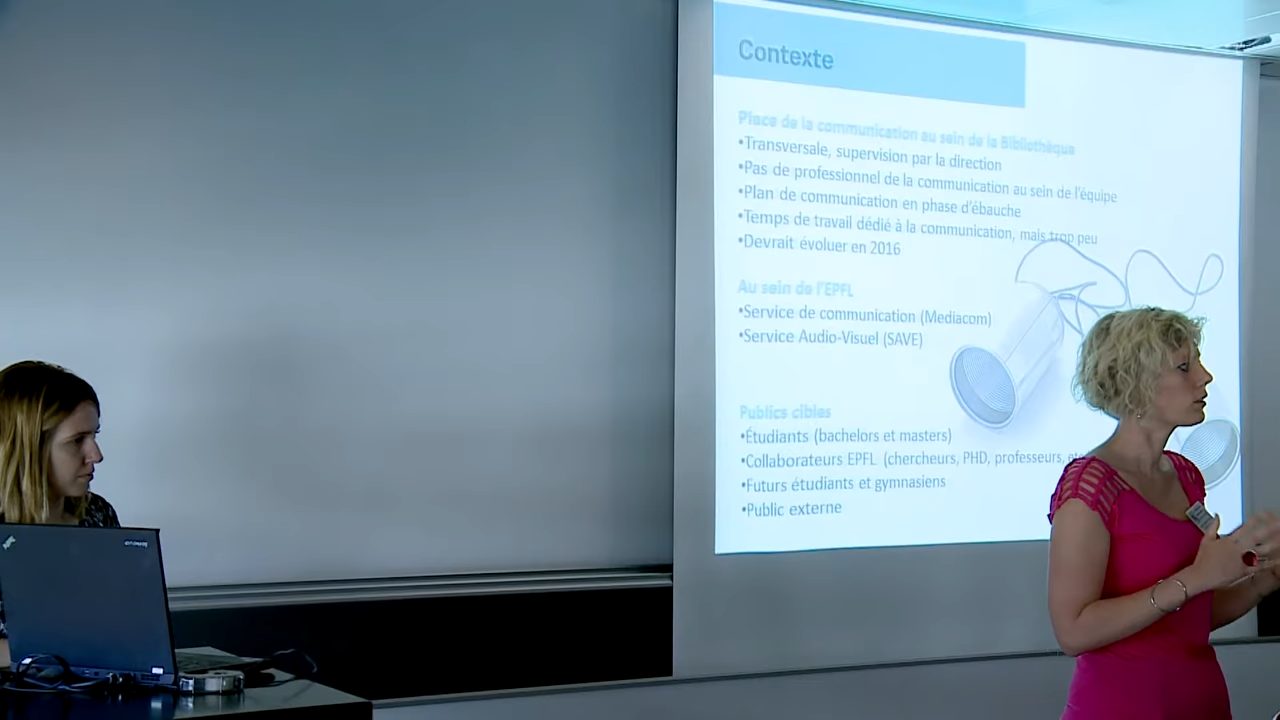 Contexte
Place de la communication au sein de la Bibliothèque
•Transversale, supervision par la direction
•Pas de professionnel de la communication au sein de l'équipe
•Plan de communication en phase d'ébauche
•Temps de travail dédié à la communication, mais trop peu
•Devrait évoluer en 2016
Au sein de l'EPFL
•Service de communication (Mediacom)
•Service Audio-Visuel (SAVE)
Publics cibles
•Étudiants (bachelors et masters)
•Collaborateurs EPFL (chercheurs, PHD, professeurs,
•Futurs étudiants et gymnasiens
•Public externe